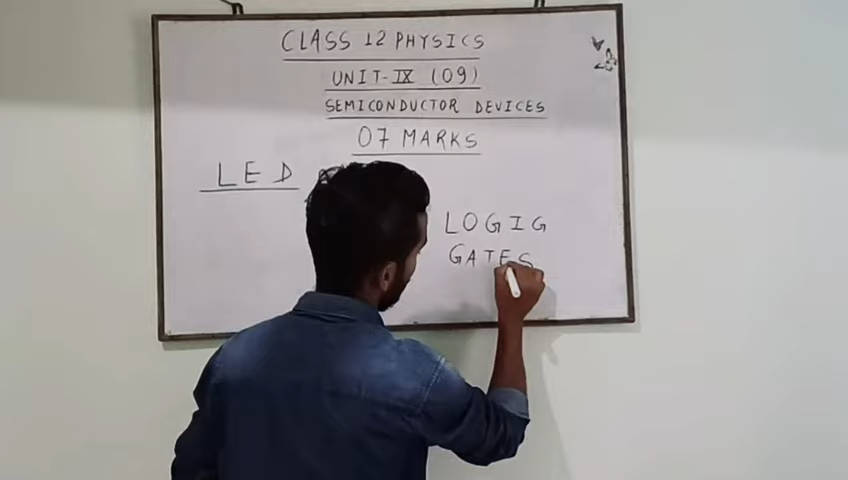 CLASS 12 PHYSICS
UNIT-IX (09)
SEMICONDUCTOR DEVICES
07 MARKS
LED
LOGIG
GATES